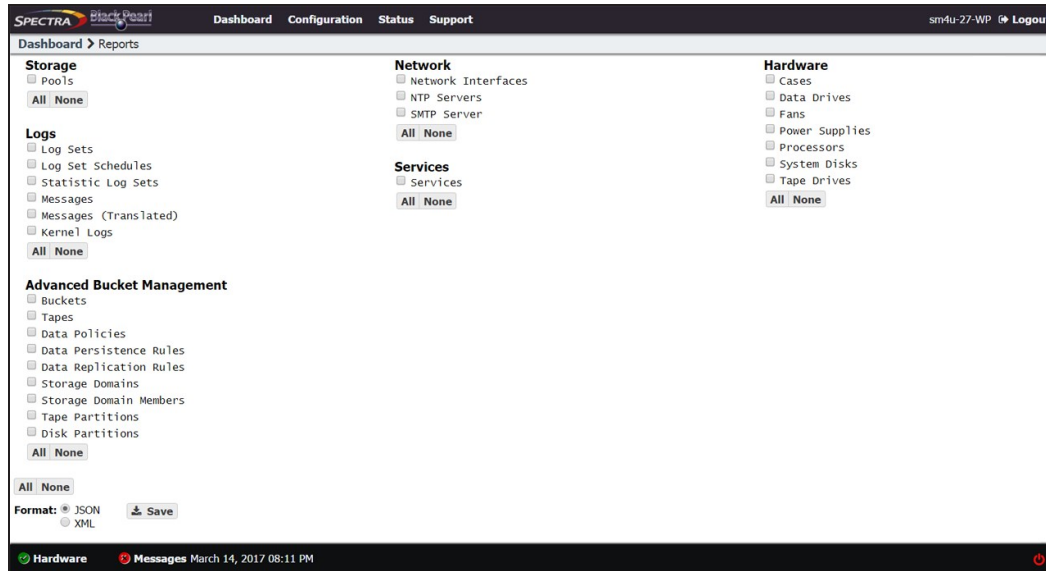 SPECTRA BlackPearl Dashboard Configuration Status Support sm4u-27-WP Logou
Dashboard > Reports
Storage
Pools
All None
Logs
Log Sets
Log Set Schedules
Statistic Log Sets
Messages
Messages (Translated)
Kernel Logs
All None
Advanced Bucket Management
Buckets
Tapes
Data Policies
Data Persistence Rules
Data Replication Rules
Storage Domains
Storage Domain Members
Tape Partitions
Disk Partitions
All None
Network
Network Interfaces
NTP Servers
SMTP Server
All None
Services
Services
All None
Hardware
Cases
Data Drives
Fans
Power Supplies
Processors
System Disks
Tape Drives
All None
All None
Format: JSON Save
XML
Hardware Messages March 14, 2017 08:11 PM